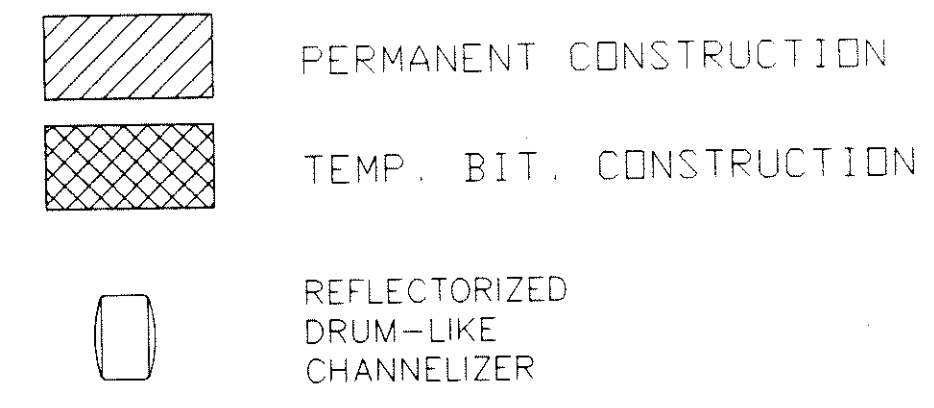 PERMANENT CONSTRUCTION
TEMP. BIT. CONSTRUCTION
REFLECTORIZED
DRUM-LIKE
CHANNELIZER